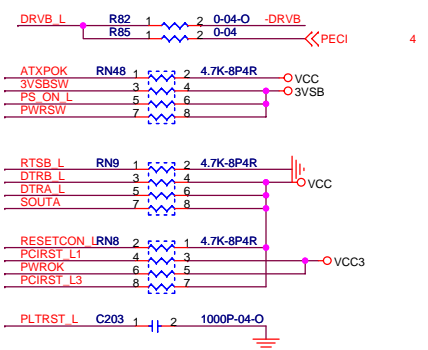 DRVB_L R82 1 2 0-04-O -DRVB
R85 1 2 0-04 PECI 4
ATXPOK RN48 1 2 4.7K-8P4R VCC
3VSBSW 3 4 3VSB
PS_ON_L 5 6
PWRSW 7 8
RTSB_L RN9 1 2 4.7K-8P4R
DTRB_L 3 4 VCC
DTRA_L 5 6
SOUTA 7 8
RESETCON_L RN8 2 1 4.7K-8P4R
PCIRST_L1 4 3 VCC3
PWROK 6 5
PCIRST_L3 8 7
PLTRST_L C203 1 2 1000P-04-O